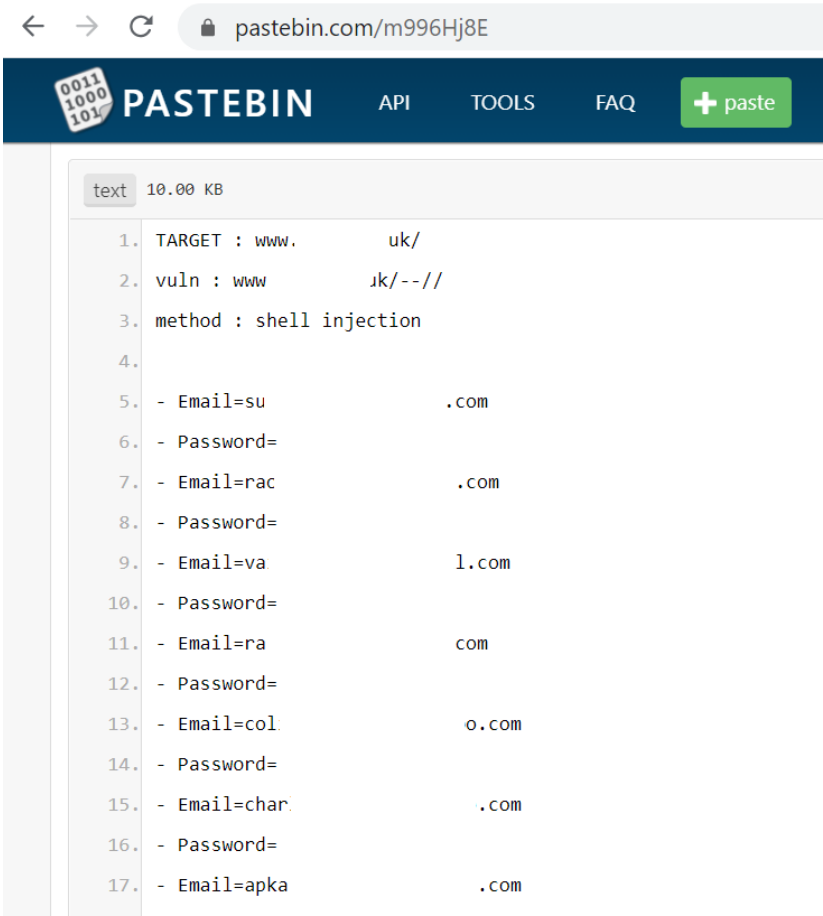 pastebin.com/m996Hj8E
0011
1000
101
PASTEBIN API TOOLS FAQ + paste
text 10.00 KB
1. TARGET : www. uk/
2. vuln : www uk/--//
3. method : shell injection
4.
5. - Email=su .com
6. - Password=
7. - Email=rac .com
8. - Password=
9. - Email=va l.com
10. - Password=
11. - Email=ra com
12. - Password=
13. - Email=col o.com
14. - Password=
15. - Email=char .com
16. - Password=
17. - Email=apka .com